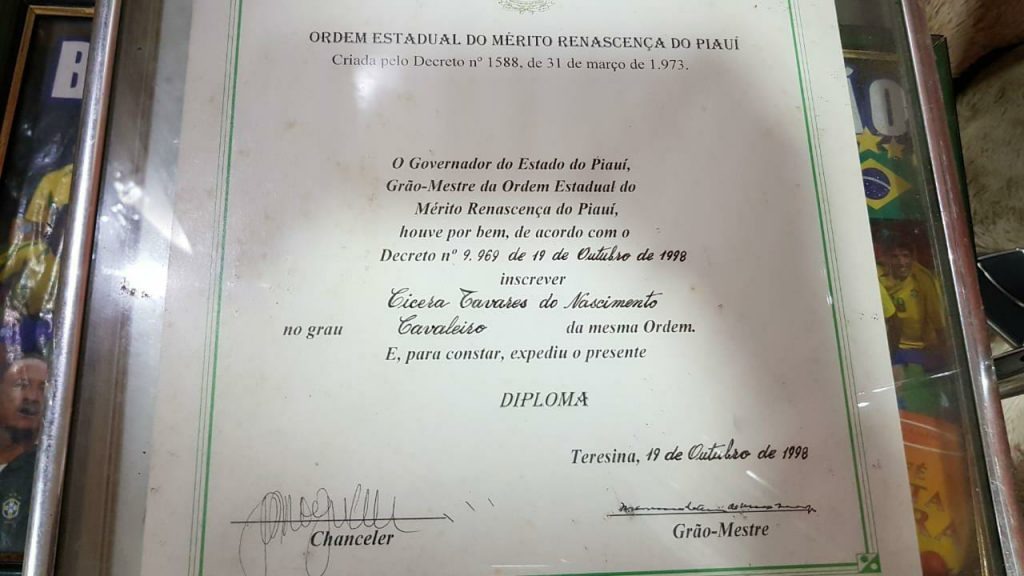 ORDEM ESTADUAL DO MÉRITO RENASCENÇA DO PIAUÍ
Criada pelo Decreto nº 1588, de 31 de março de 1.973.
O Governador do Estado do Piauí,
Grão-Mestre da Ordem Estadual do
Mérito Renascença do Piauí,
houve por bem, de acordo com o
Decreto nº 9.969 de 19 de Outubro de 1998
inscrever
Cicera Tavares do Nascimento
no grau Cavaleiro da mesma Ordem.
E, para constar, expediu o presente
DIPLOMA
Teresina, 19 de Outubro de 1998
Chanceler
Grão-Mestre